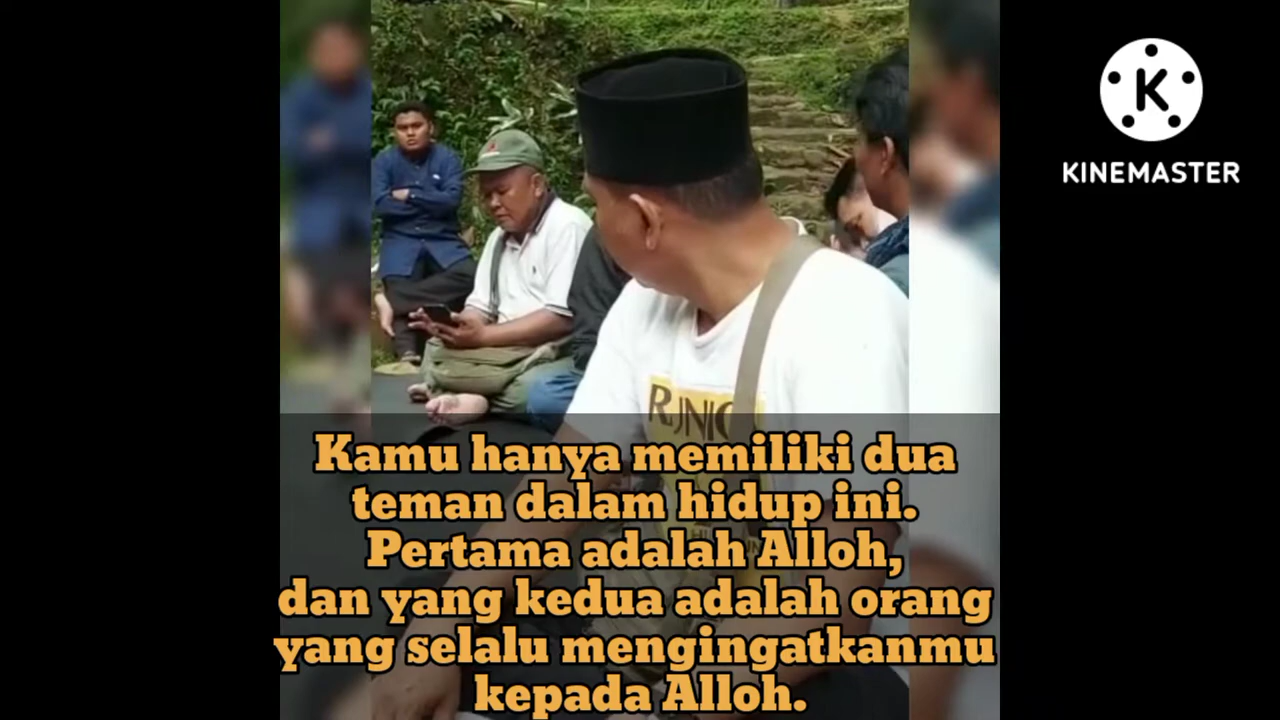 KINEMASTER
Kamu hanya memiliki dua
teman dalam hidup ini.
Pertama adalah Alloh,
dan yang kedua adalah orang
yang selalu mengingatkanmu
kepada Alloh.